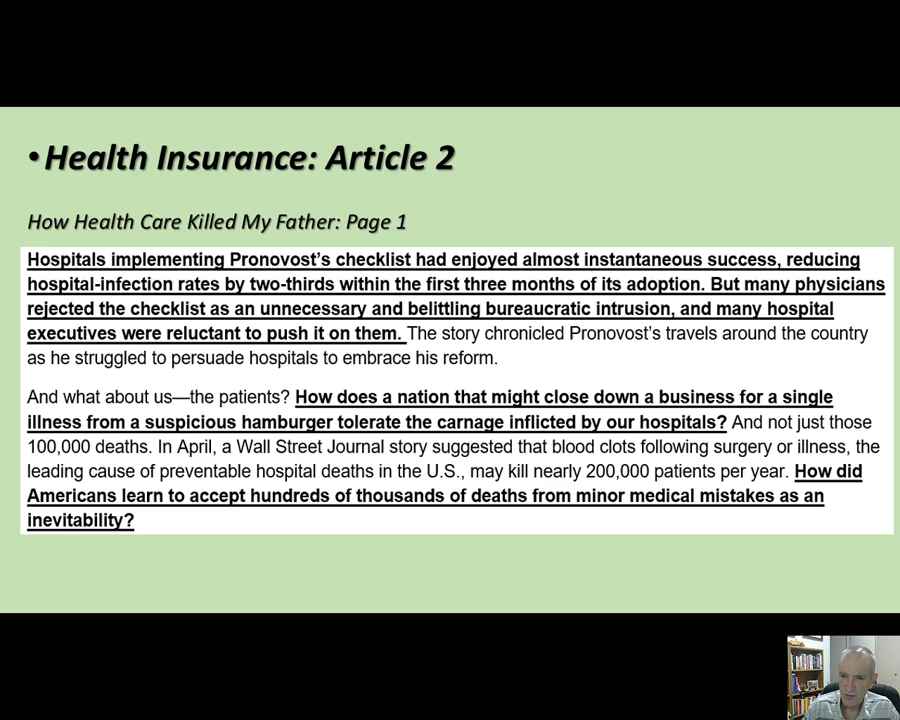 •Health Insurance: Article 2
How Health Care Killed My Father: Page 1
Hospitals implementing Pronovost's checklist had enjoyed almost instantaneous success, reducing
hospital-infection rates by two-thirds within the first three months of its adoption. But many physicians
rejected the checklist as an unnecessary and belittling bureaucratic intrusion, and many hospital
executives were reluctant to push it on them. The story chronicled Pronovost's travels around the country
as he struggled to persuade hospitals to embrace his reform.
And what about us—the patients? How does a nation that might close down a business for a single
illness from a suspicious hamburger tolerate the carnage inflicted by our hospitals? And not just those
100,000 deaths. In April, a Wall Street Journal story suggested that blood clots following surgery or illness, the
leading cause of preventable hospital deaths in the U.S., may kill nearly 200,000 patients per year. How did
Americans learn to accept hundreds of thousands of deaths from minor medical mistakes as an
inevitability?